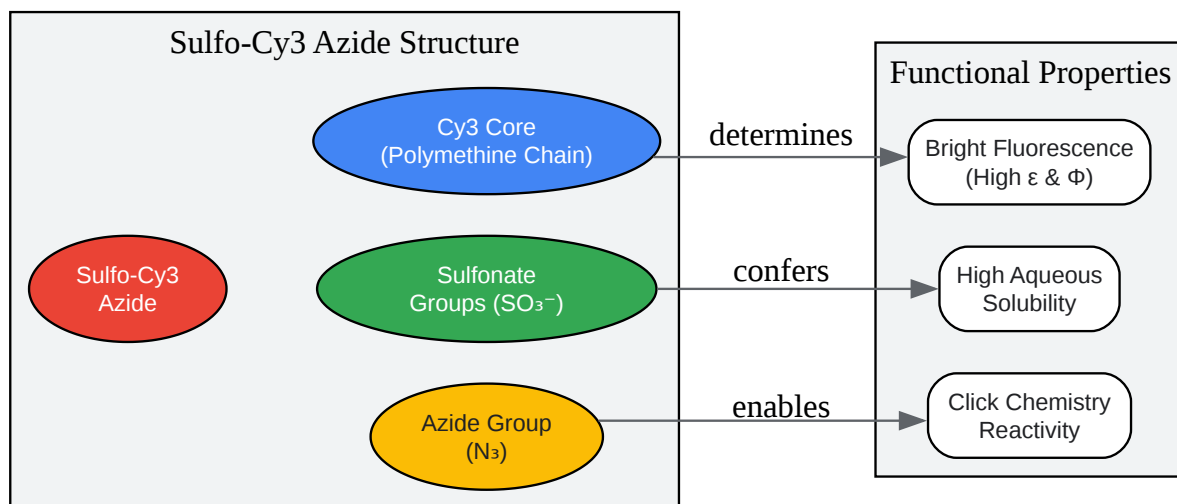 Sulfo-Cy3 Azide Structure
Functional Properties
Cy3 Core
(Polymethine Chain)
determines
Bright Fluorescence
(High ε & Φ)
Sulfo-Cy3
Azide
Sulfonate
Groups (SO₃⁻)
confers
High Aqueous
Solubility
Azide Group
(N₃)
enables
Click Chemistry
Reactivity